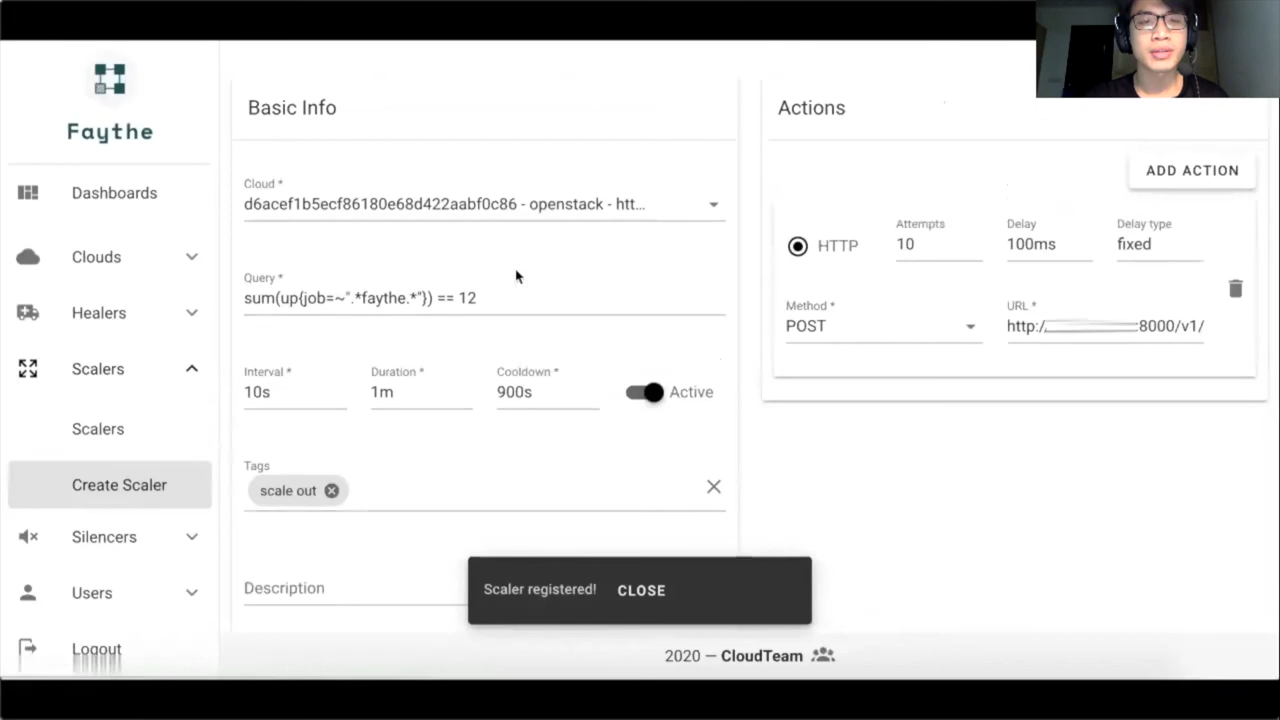 Faythe
Dashboards
Clouds
Healers
Scalers
Scalers
Create Scaler
Silencers
Users
Logout
Basic Info
Cloud *
d6acef1b5ecf86180e68d422aabf0c86 - openstack - htt...
Query *
sum(up{job=~".*faythe.*"}) == 12
Interval *
10s
Duration *
1m
Cooldown *
900s
Active
Tags
scale out
Description
Actions
ADD ACTION
HTTP
Attempts
10
Delay
100ms
Delay type
fixed
Method *
POST
URL *
http:/ 8000/v1/
Scaler registered! CLOSE
2020 — CloudTeam